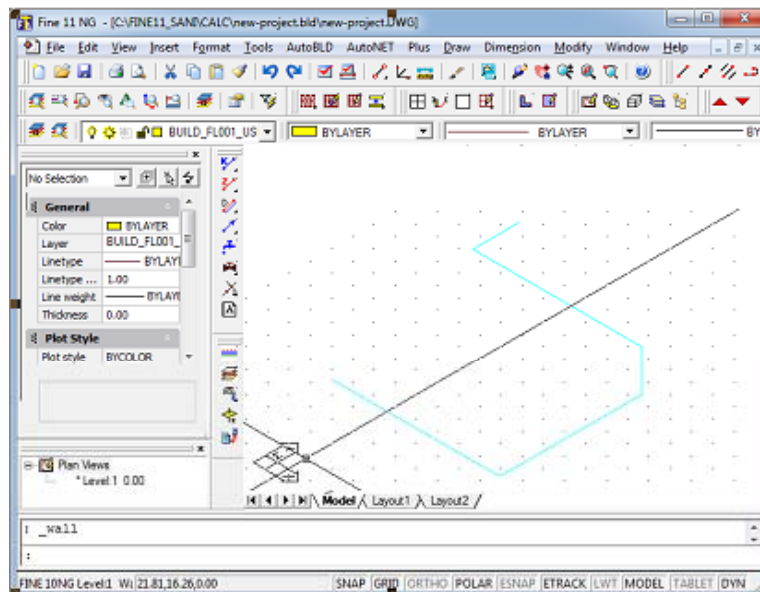 Fine 11 NG - [C:\FINE11_SANI\CALC\new-project.bld\new-project.DWG]
File Edit View Insert Format Tools AutoBLD AutoNET Plus Draw Dimension Modify Window Help
BUILD_FL001_US BYLAYER BYLAYER BY
No Selection
General
Color BYLAYER
Layer BUILD_FL001_
Linetype BYLAYE
Linetype ... 1.00
Line weight BYLAYE
Thickness 0.00
Plot Style
Plot style BYCOLOR
Plan Views
*Level:1 0.00
Model Layout1 Layout2
: _wall
:
FINE 10NG Level:1 21.81,16.26,0.00 SNAP GRID ORTHO POLAR ESNAP ETRACK LWT MODEL TABLET DYN